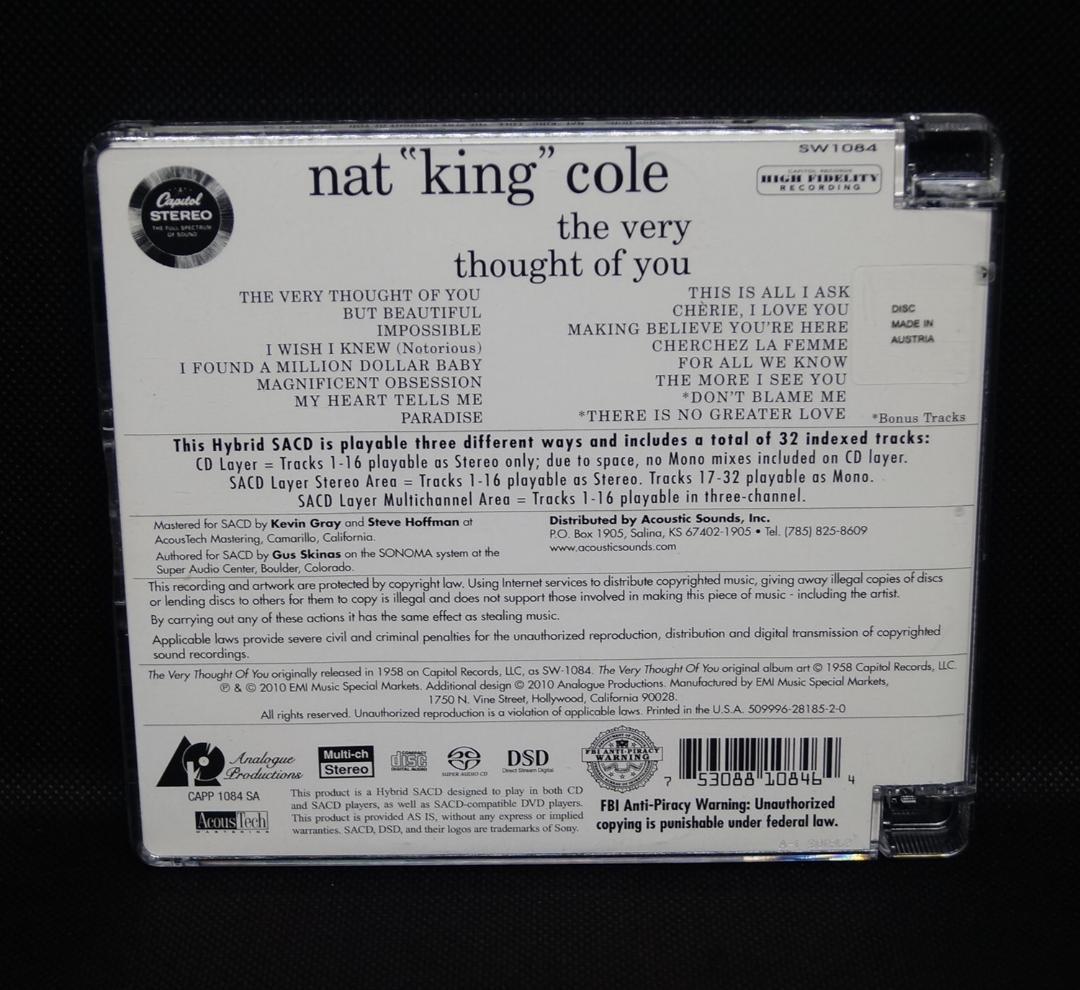 SW1084
nat “king” cole
CAPITOL RECORDS
HIGH FIDELITY
RECORDING
Capitol
STEREO
THE FULL SPECTRUM
OF SOUND
the very
thought of you
THE VERY THOUGHT OF YOU
BUT BEAUTIFUL
IMPOSSIBLE
I WISH I KNEW (Notorious)
I FOUND A MILLION DOLLAR BABY
MAGNIFICENT OBSESSION
MY HEART TELLS ME
PARADISE
THIS IS ALL I ASK
CHÈRIE, I LOVE YOU
MAKING BELIEVE YOU'RE HERE
CHERCHEZ LA FEMME
FOR ALL WE KNOW
THE MORE I SEE YOU
*DON'T BLAME ME
*THERE IS NO GREATER LOVE
*Bonus Tracks
DISC
MADE IN
AUSTRIA
This Hybrid SACD is playable three different ways and includes a total of 32 indexed tracks:
CD Layer = Tracks 1-16 playable as Stereo only; due to space, no Mono mixes included on CD layer.
SACD Layer Stereo Area = Tracks 1-16 playable as Stereo. Tracks 17-32 playable as Mono.
SACD Layer Multichannel Area = Tracks 1-16 playable in three-channel.
Mastered for SACD by Kevin Gray and Steve Hoffman at
AcousTech Mastering, Camarillo, California.
Authored for SACD by Gus Skinas on the SONOMA system at the
Super Audio Center, Boulder, Colorado.
Distributed by Acoustic Sounds, Inc.
P.O. Box 1905, Salina, KS 67402-1905 • Tel. (785) 825-8609
www.acousticsounds.com
This recording and artwork are protected by copyright law. Using Internet services to distribute copyrighted music, giving away illegal copies of discs
or lending discs to others for them to copy is illegal and does not support those involved in making this piece of music - including the artist.
By carrying out any of these actions it has the same effect as stealing music.
Applicable laws provide severe civil and criminal penalties for the unauthorized reproduction, distribution and digital transmission of copyrighted
sound recordings.
The Very Thought Of You originally released in 1958 on Capitol Records, LLC, as SW-1084. The Very Thought Of You original album art © 1958 Capitol Records, LLC.
℗ & © 2010 EMI Music Special Markets. Additional design © 2010 Analogue Productions. Manufactured by EMI Music Special Markets,
1750 N. Vine Street, Hollywood, California 90028.
All rights reserved. Unauthorized reproduction is a violation of applicable laws. Printed in the U.S.A. 509996-28185-2-0
Analogue
Productions
CAPP 1084 SA
AcousTech
MASTERING
Multi-ch
Stereo
COMPACT
disc
DIGITAL AUDIO
SUPER AUDIO CD
DSD
Direct Stream Digital
This product is a Hybrid SACD designed to play in both CD
and SACD players, as well as SACD-compatible DVD players.
This product is provided AS IS, without any express or implied
warranties. SACD, DSD, and their logos are trademarks of Sony.
FBI ANTI-PIRACY
WARNING
7 53088 10846 4
FBI Anti-Piracy Warning: Unauthorized
copying is punishable under federal law.